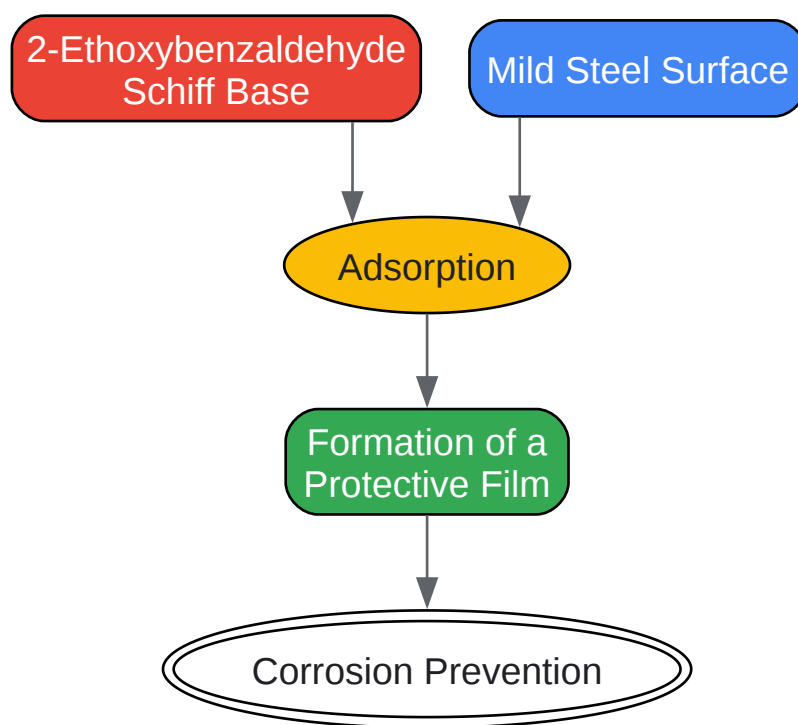 2-Ethoxybenzaldehyde
Schiff Base
Mild Steel Surface
Adsorption
Formation of a
Protective Film
Corrosion Prevention